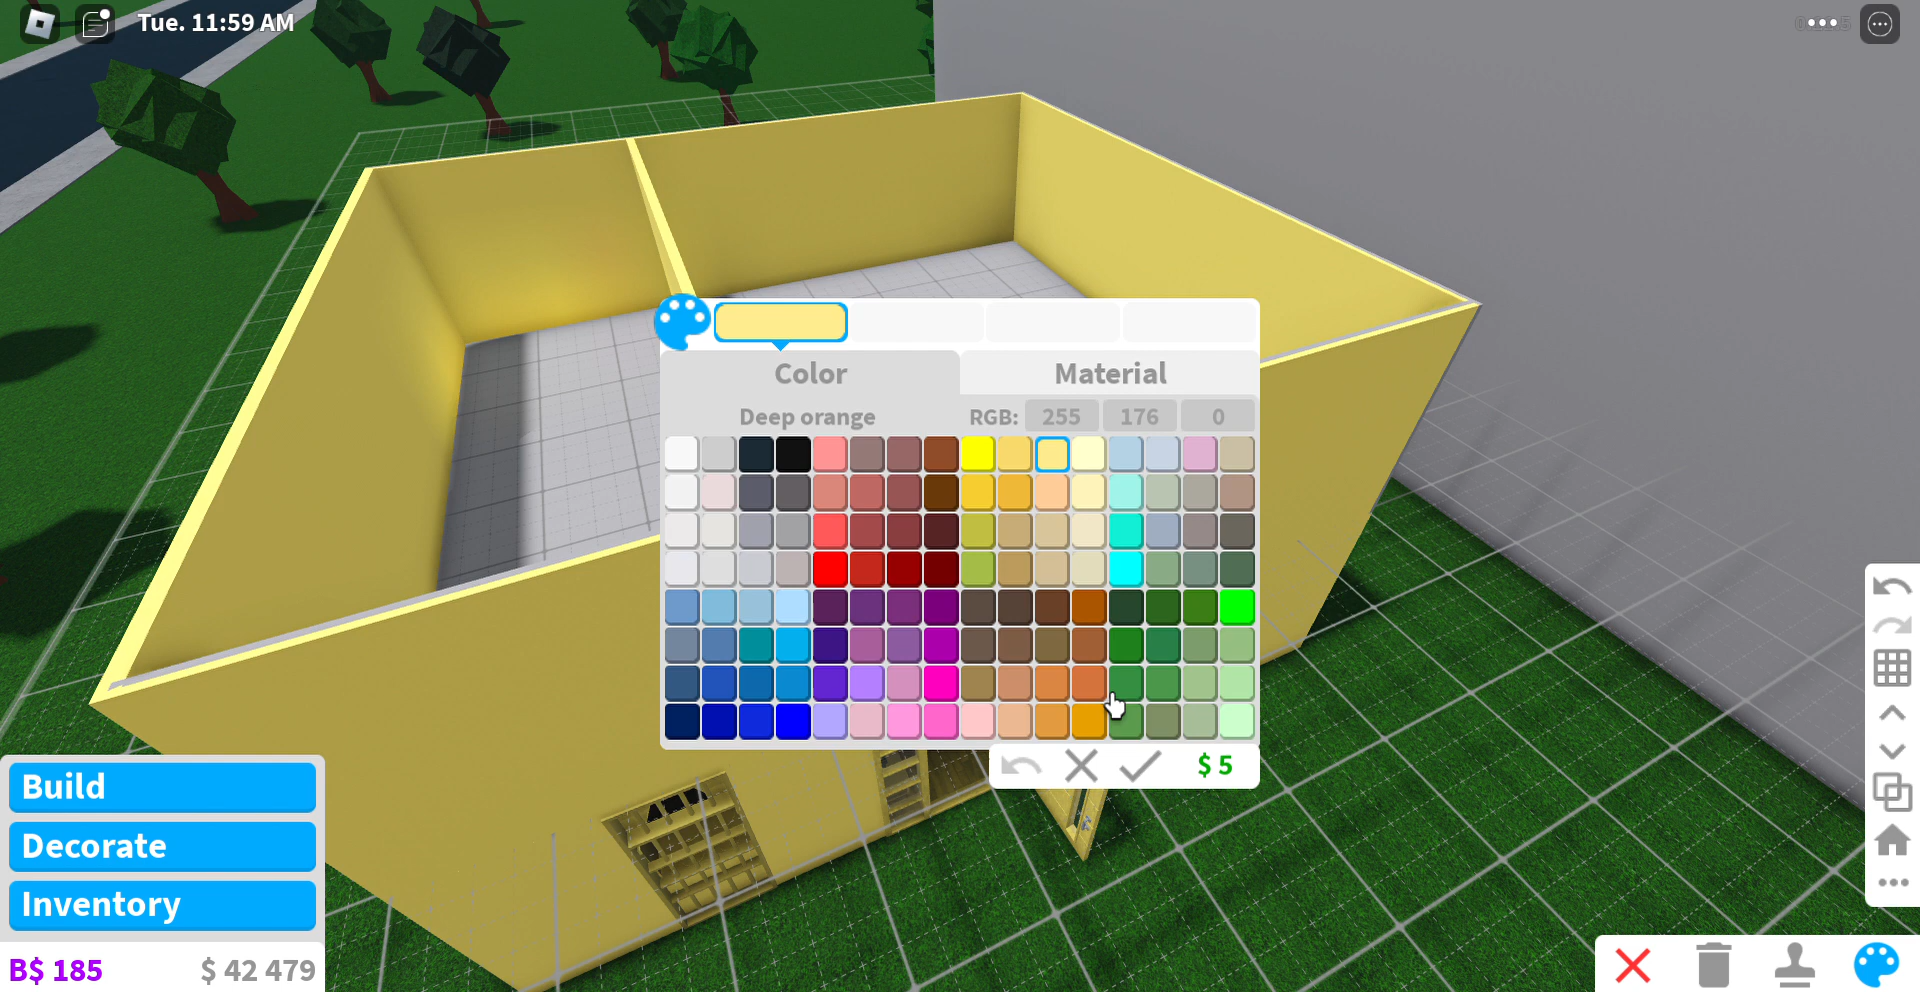 Tue. 11:59 AM
Color
Material
Deep orange
RGB: 255 176 0
$ 5
Build
Decorate
Inventory
B$ 185
$ 42 479